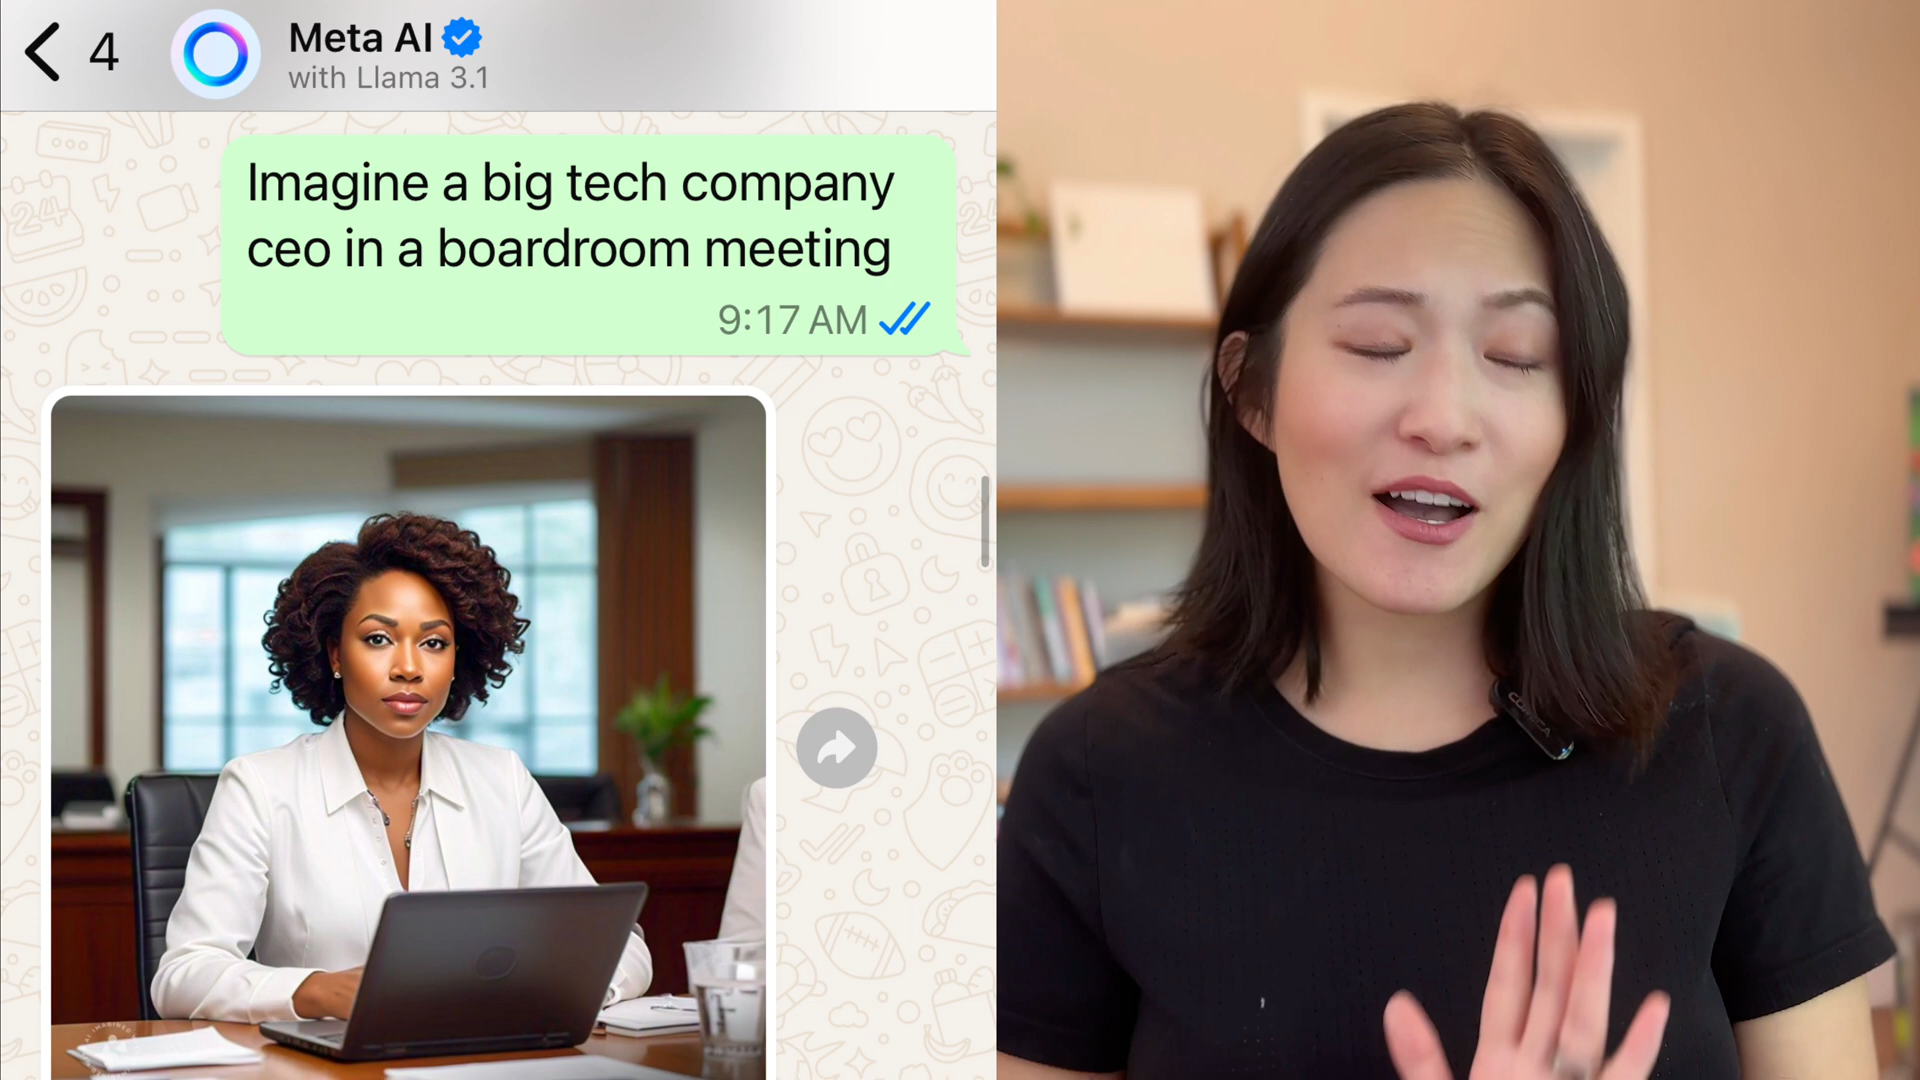 4
Meta AI
with Llama 3.1
Imagine a big tech company
ceo in a boardroom meeting
9:17 AM